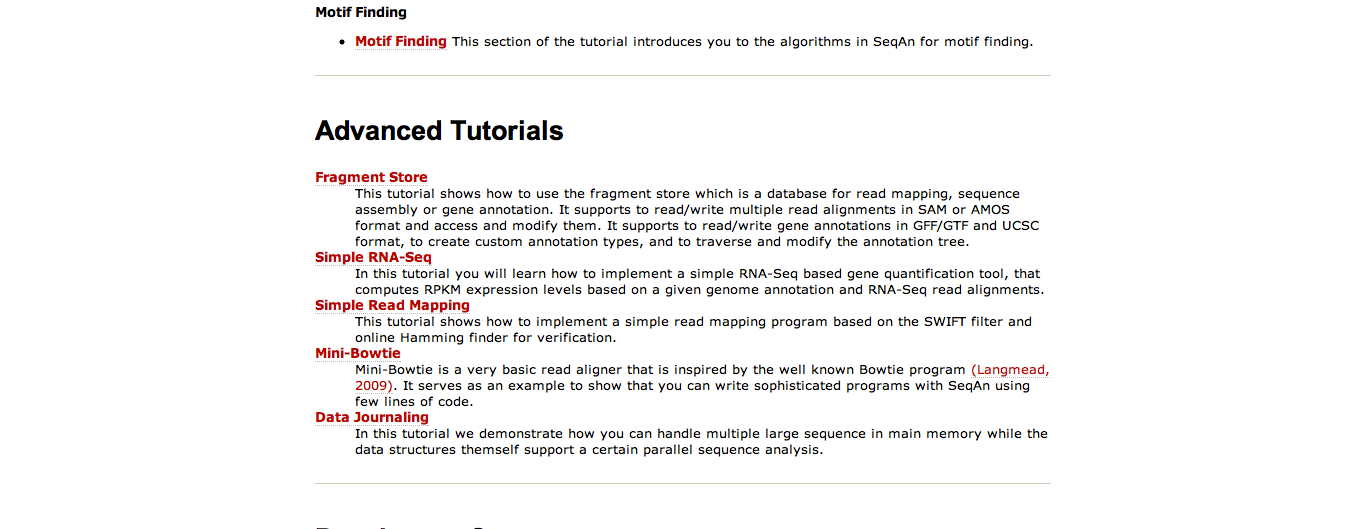 Motif Finding
• Motif Finding This section of the tutorial introduces you to the algorithms in SeqAn for motif finding.
Advanced Tutorials
Fragment Store
This tutorial shows how to use the fragment store which is a database for read mapping, sequence
assembly or gene annotation. It supports to read/write multiple read alignments in SAM or AMOS
format and access and modify them. It supports to read/write gene annotations in GFF/GTF and UCSC
format, to create custom annotation types, and to traverse and modify the annotation tree.
Simple RNA-Seq
In this tutorial you will learn how to implement a simple RNA-Seq based gene quantification tool, that
computes RPKM expression levels based on a given genome annotation and RNA-Seq read alignments.
Simple Read Mapping
This tutorial shows how to implement a simple read mapping program based on the SWIFT filter and
online Hamming finder for verification.
Mini-Bowtie
Mini-Bowtie is a very basic read aligner that is inspired by the well known Bowtie program (Langmead,
2009). It serves as an example to show that you can write sophisticated programs with SeqAn using
few lines of code.
Data Journaling
In this tutorial we demonstrate how you can handle multiple large sequence in main memory while the
data structures themself support a certain parallel sequence analysis.